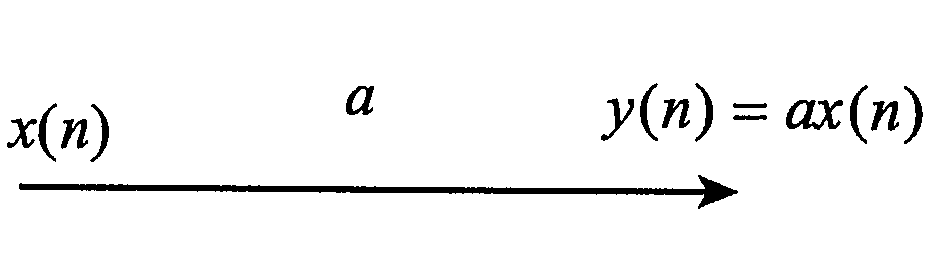 x(n) a y(n) = ax(n)